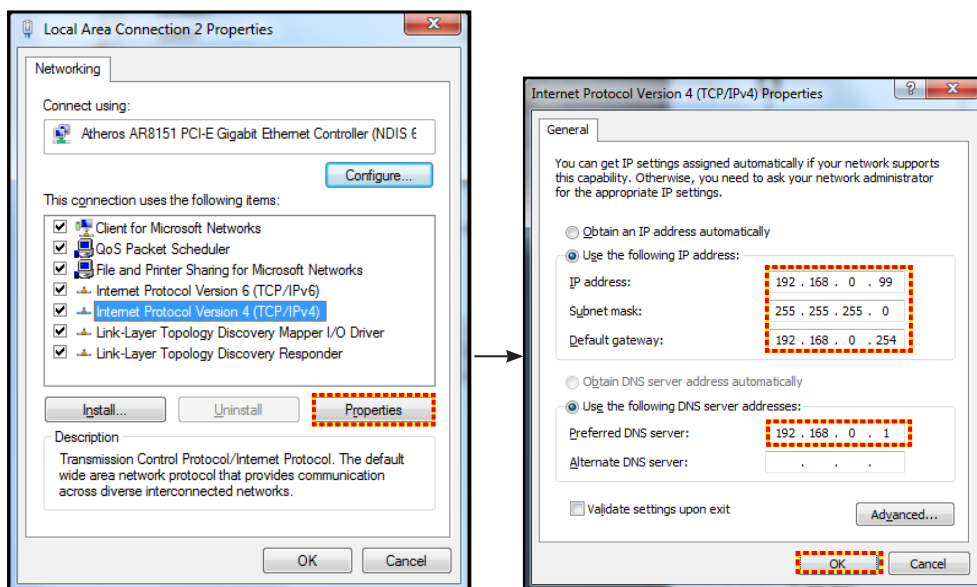 Local Area Connection 2 Properties
Networking
Connect using:
Atheros AR8151 PCI-E Gigabit Ethernet Controller (NDIS 6
Configure...
This connection uses the following items:
Client for Microsoft Networks
QoS Packet Scheduler
File and Printer Sharing for Microsoft Networks
Internet Protocol Version 6 (TCP/IPv6)
Internet Protocol Version 4 (TCP/IPv4)
Link-Layer Topology Discovery Mapper I/O Driver
Link-Layer Topology Discovery Responder
Install...
Uninstall
Properties
Description
Transmission Control Protocol/Internet Protocol. The default
wide area network protocol that provides communication
across diverse interconnected networks.
OK
Cancel
Internet Protocol Version 4 (TCP/IPv4) Properties
General
You can get IP settings assigned automatically if your network supports
this capability. Otherwise, you need to ask your network administrator
for the appropriate IP settings.
Obtain an IP address automatically
Use the following IP address:
IP address: 192 . 168 . 0 . 99
Subnet mask: 255 . 255 . 255 . 0
Default gateway: 192 . 168 . 0 . 254
Obtain DNS server address automatically
Use the following DNS server addresses:
Preferred DNS server: 192 . 168 . 0 . 1
Alternate DNS server: . . .
Validate settings upon exit
Advanced...
OK
Cancel